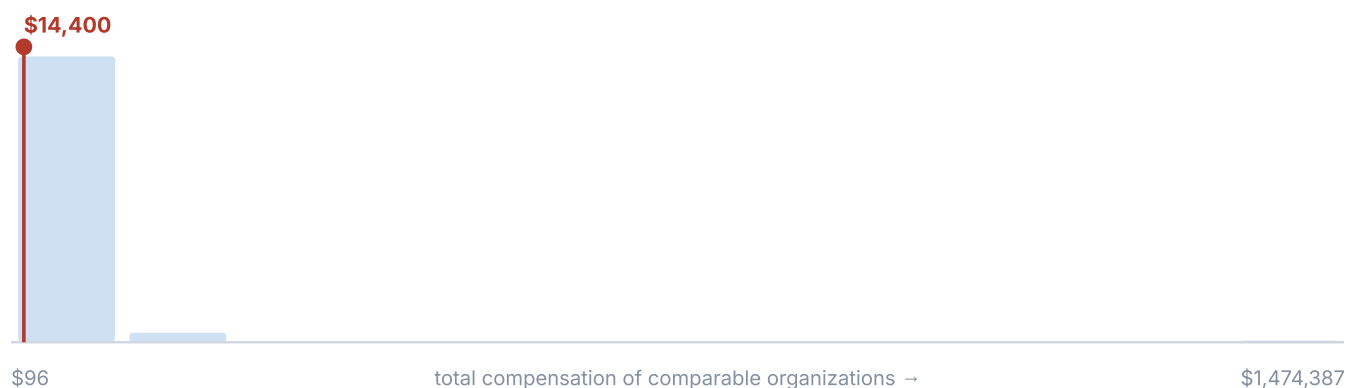 $14,400
$96 total compensation of comparable organizations → $1,474,387